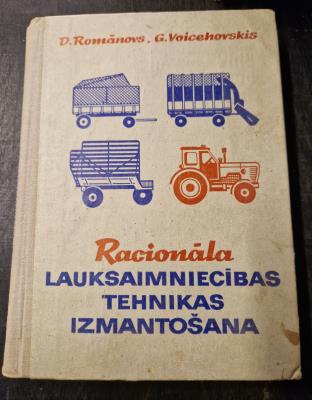 D. Romānovs, G. Voicehovskis
Racionāla
LAUKSAIMNIECĪBAS
TEHNIKAS
IZMANTOŠANA